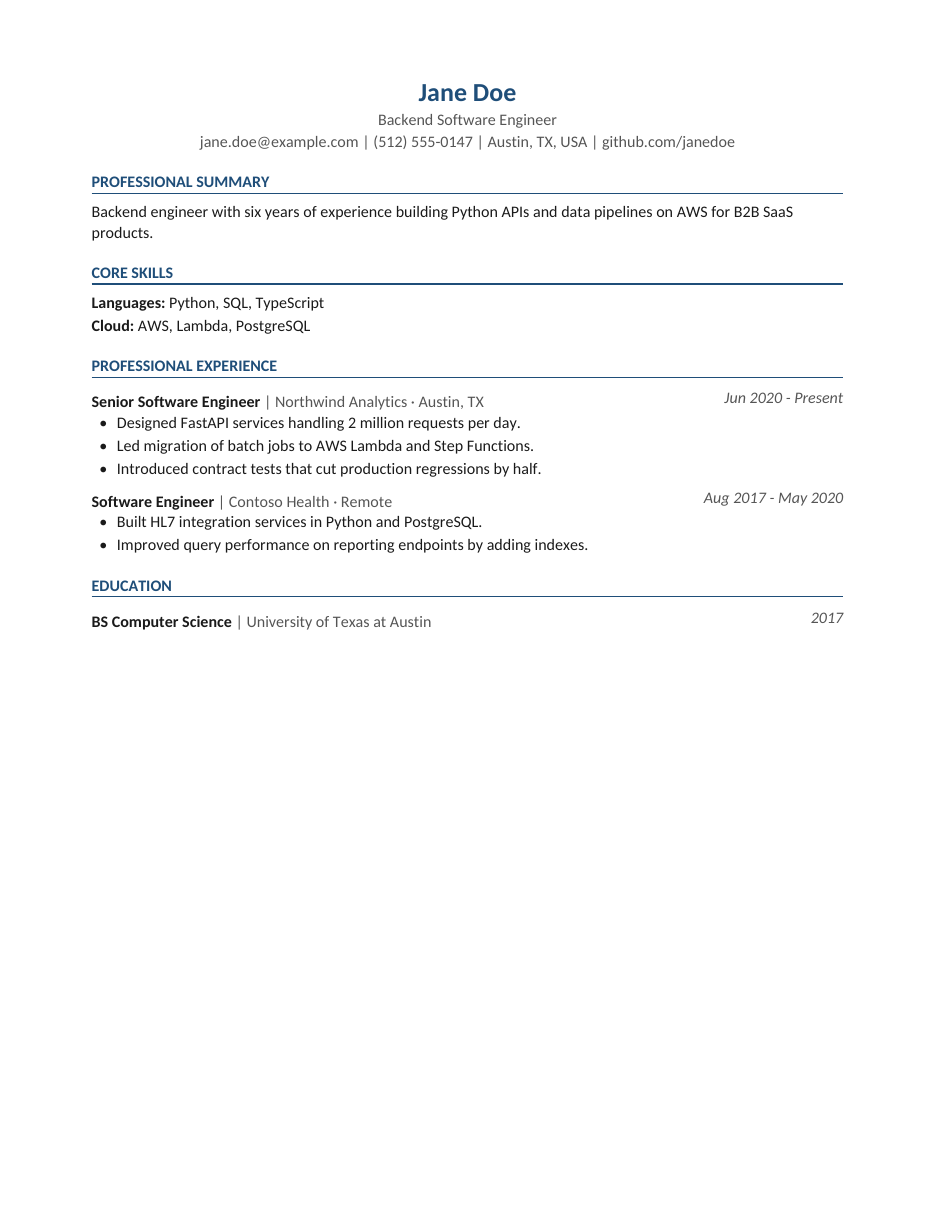 Jane Doe
Backend Software Engineer
jane.doe@example.com | (512) 555-0147 | Austin, TX, USA | github.com/janedoe
PROFESSIONAL SUMMARY
Backend engineer with six years of experience building Python APIs and data pipelines on AWS for B2B SaaS
products.
CORE SKILLS
Languages: Python, SQL, TypeScript
Cloud: AWS, Lambda, PostgreSQL
PROFESSIONAL EXPERIENCE
Senior Software Engineer | Northwind Analytics · Austin, TX Jun 2020 - Present
• Designed FastAPI services handling 2 million requests per day.
• Led migration of batch jobs to AWS Lambda and Step Functions.
• Introduced contract tests that cut production regressions by half.
Software Engineer | Contoso Health · Remote Aug 2017 - May 2020
• Built HL7 integration services in Python and PostgreSQL.
• Improved query performance on reporting endpoints by adding indexes.
EDUCATION
BS Computer Science | University of Texas at Austin 2017